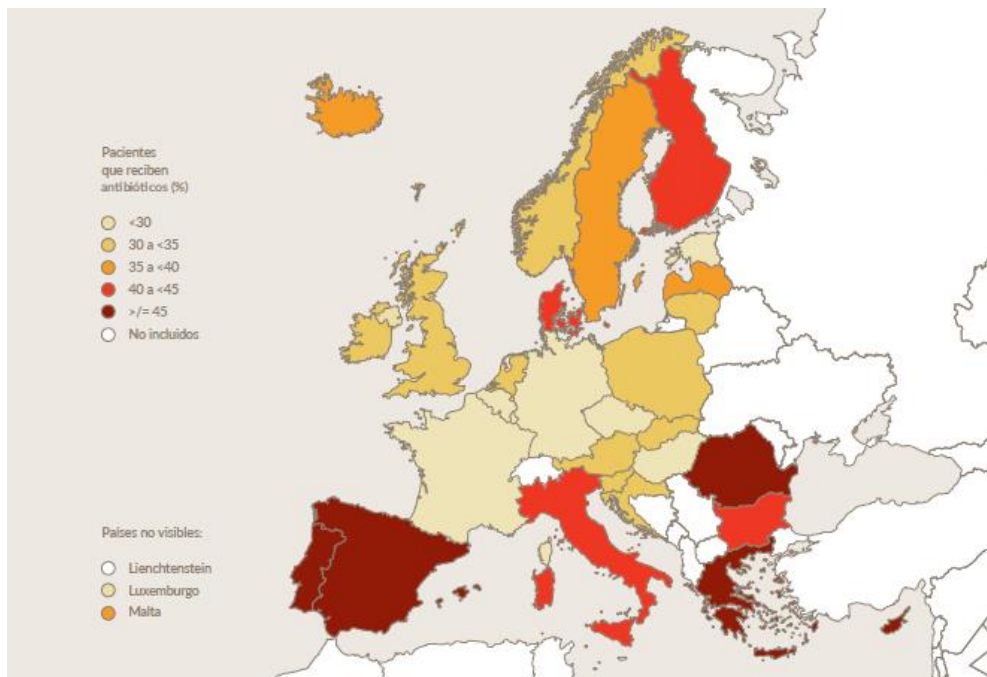 Pacientes
que reciben
antibióticos (%)
<30
30 a <35
35 a <40
40 a <45
>/= 45
No incluidos
Países no visibles:
Lienchtenstein
Luxemburgo
Malta